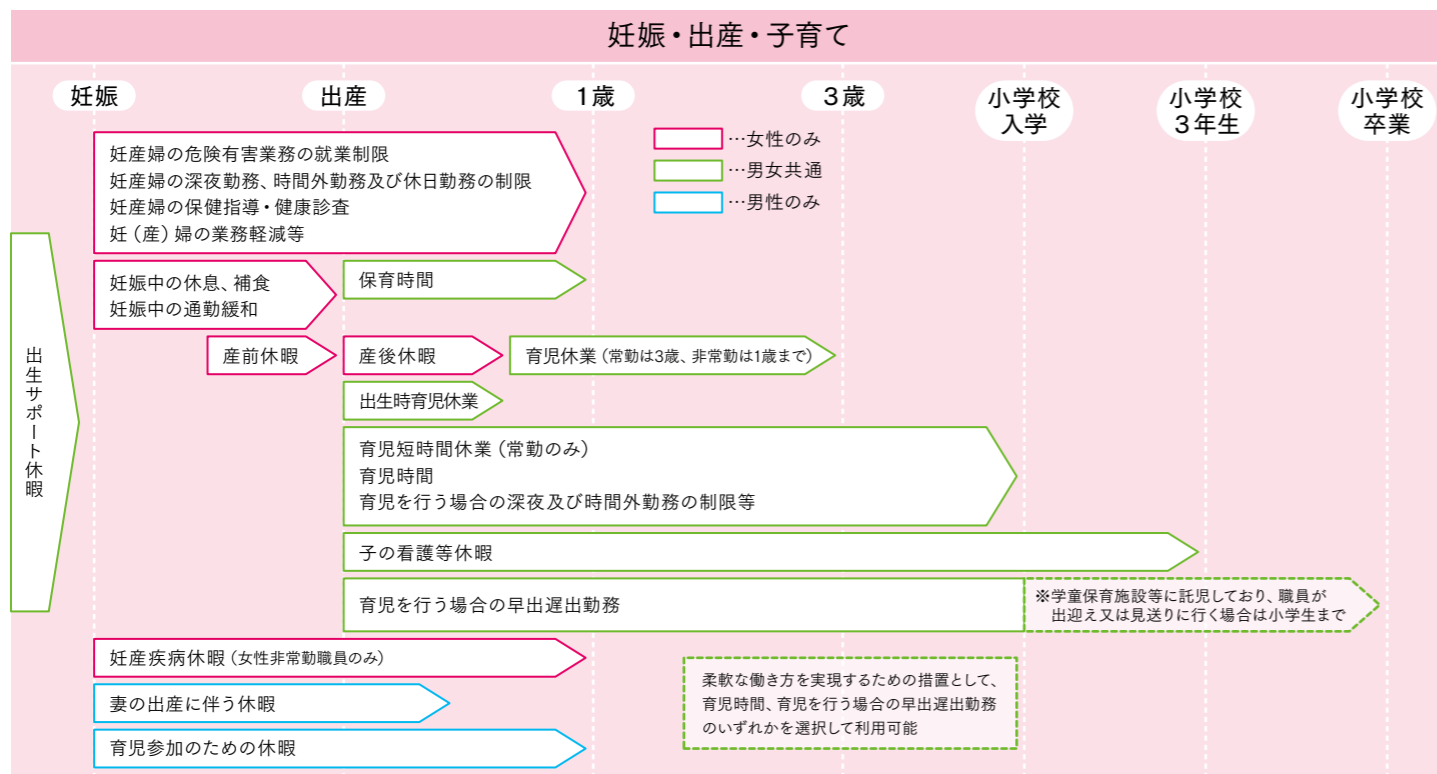 妊娠・出産・子育て
妊娠
出産
1歳
3歳
小学校
入学
小学校
3年生
小学校
卒業
…女性のみ
…男女共通
…男性のみ
妊産婦の危険有害業務の就業制限
妊産婦の深夜勤務、時間外勤務及び休日勤務の制限
妊産婦の保健指導・健康診査
妊(産)婦の業務軽減等
出生サポート休暇
妊娠中の休息、補食
妊娠中の通勤緩和
保育時間
産前休暇
産後休暇
育児休業(常勤は3歳、非常勤は1歳まで)
出生時育児休業
育児短時間休業(常勤のみ)
育児時間
育児を行う場合の深夜及び時間外勤務の制限等
子の看護等休暇
育児を行う場合の早出遅出勤務
※学童保育施設等に託児しており、職員が
出迎え又は見送りに行く場合は小学生まで
妊産疾病休暇(女性非常勤職員のみ)
妻の出産に伴う休暇
育児参加のための休暇
柔軟な働き方を実現するための措置として、
育児時間、育児を行う場合の早出遅出勤務
のいずれかを選択して利用可能